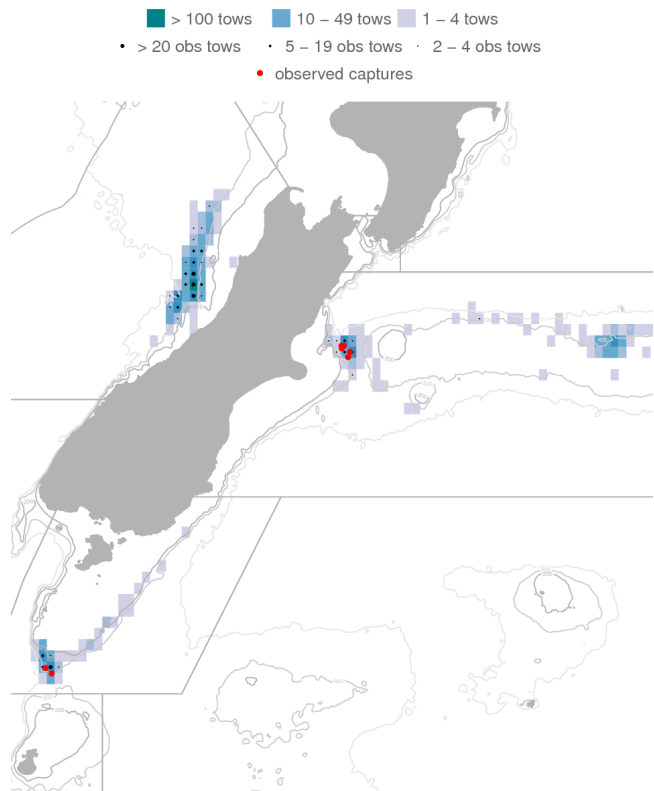 > 100 tows 10 − 49 tows 1 − 4 tows
> 20 obs tows 5 − 19 obs tows 2 − 4 obs tows
observed captures